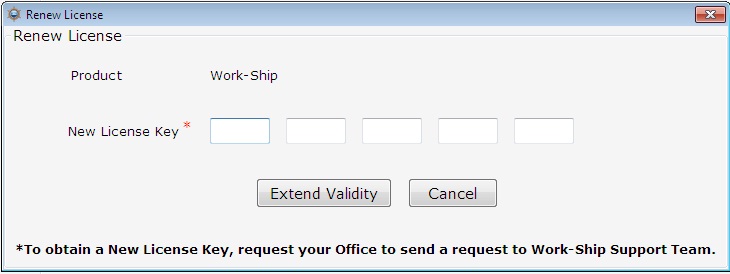 Renew License
Renew License
Product Work-Ship
New License Key *
Extend Validity Cancel
*To obtain a New License Key, request your Office to send a request to Work-Ship Support Team.